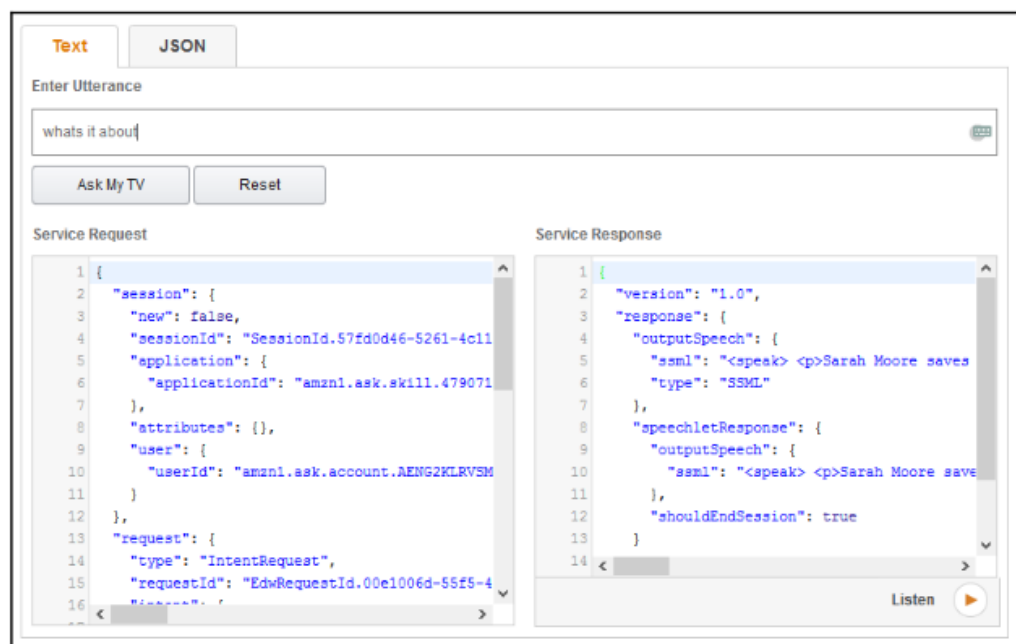 Text JSON
Enter Utterance
whats it about
Ask My TV Reset
Service Request
1 {
2 "session": {
3 "new": false,
4 "sessionId": "SessionId.57fd0d46-5261-4c11
5 "application": {
6 "applicationId": "amzn1.ask.skill.479071
7 },
8 "attributes": {},
9 "user": {
10 "userId": "amzn1.ask.account.AENG2KLRVSM
11 }
12 },
13 "request": {
14 "type": "IntentRequest",
15 "requestId": "EdwRequestId.00e1006d-55f5-4
16 "intent": {
Service Response
1 {
2 "version": "1.0",
3 "response": {
4 "outputSpeech": {
5 "ssml": "<speak> <p>Sarah Moore saves
6 "type": "SSML"
7 },
8 "speechletResponse": {
9 "outputSpeech": {
10 "ssml": "<speak> <p>Sarah Moore save
11 },
12 "shouldEndSession": true
13 }
14
Listen